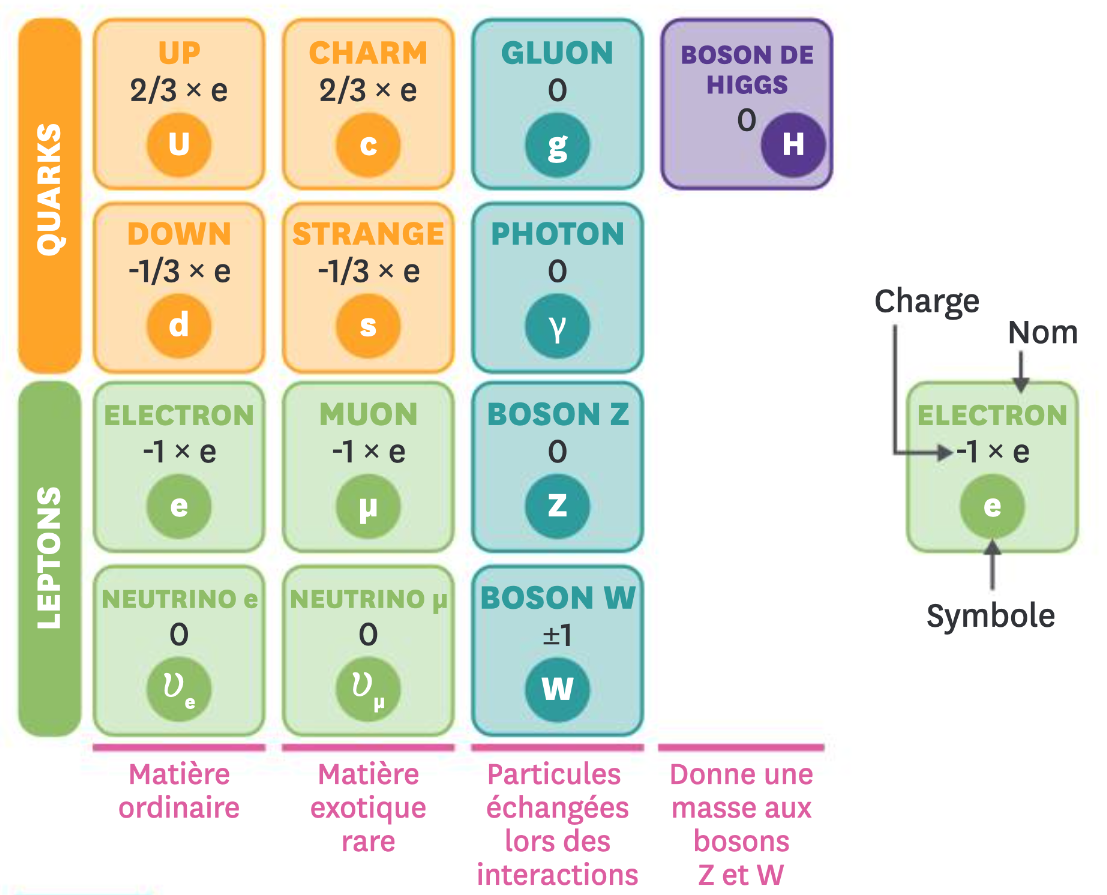 QUARKS
UP
2/3 × e
U
CHARM
2/3 × e
c
GLUON
0
g
BOSON DE
HIGGS
0
H
DOWN
-1/3 × e
d
STRANGE
-1/3 × e
s
PHOTON
0
γ
LEPTONS
ELECTRON
-1 × e
e
MUON
-1 × e
μ
BOSON Z
0
Z
NEUTRINO e
0
υe
NEUTRINO μ
0
υμ
BOSON W
±1
W
Matière
ordinaire
Matière
exotique
rare
Particules
échangées
lors des
interactions
Donne une
masse aux
bosons
Z et W
Charge
Nom
ELECTRON
-1 × e
e
Symbole